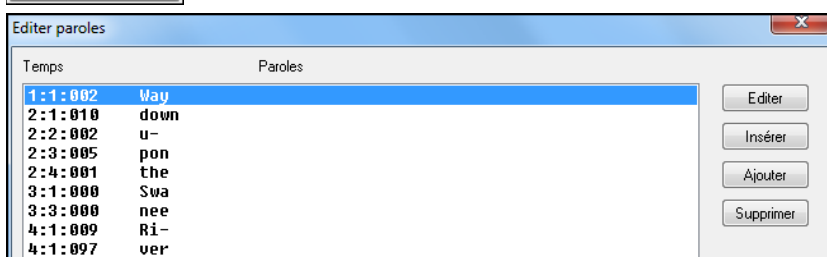 Editer paroles
Temps Paroles
1:1:002 Way
2:1:010 down
2:2:002 u-
2:3:005 pon
2:4:001 the
3:1:000 Swa
3:3:000 nee
4:1:009 Ri-
4:1:097 ver
Editer
Insérer
Ajouter
Supprimer